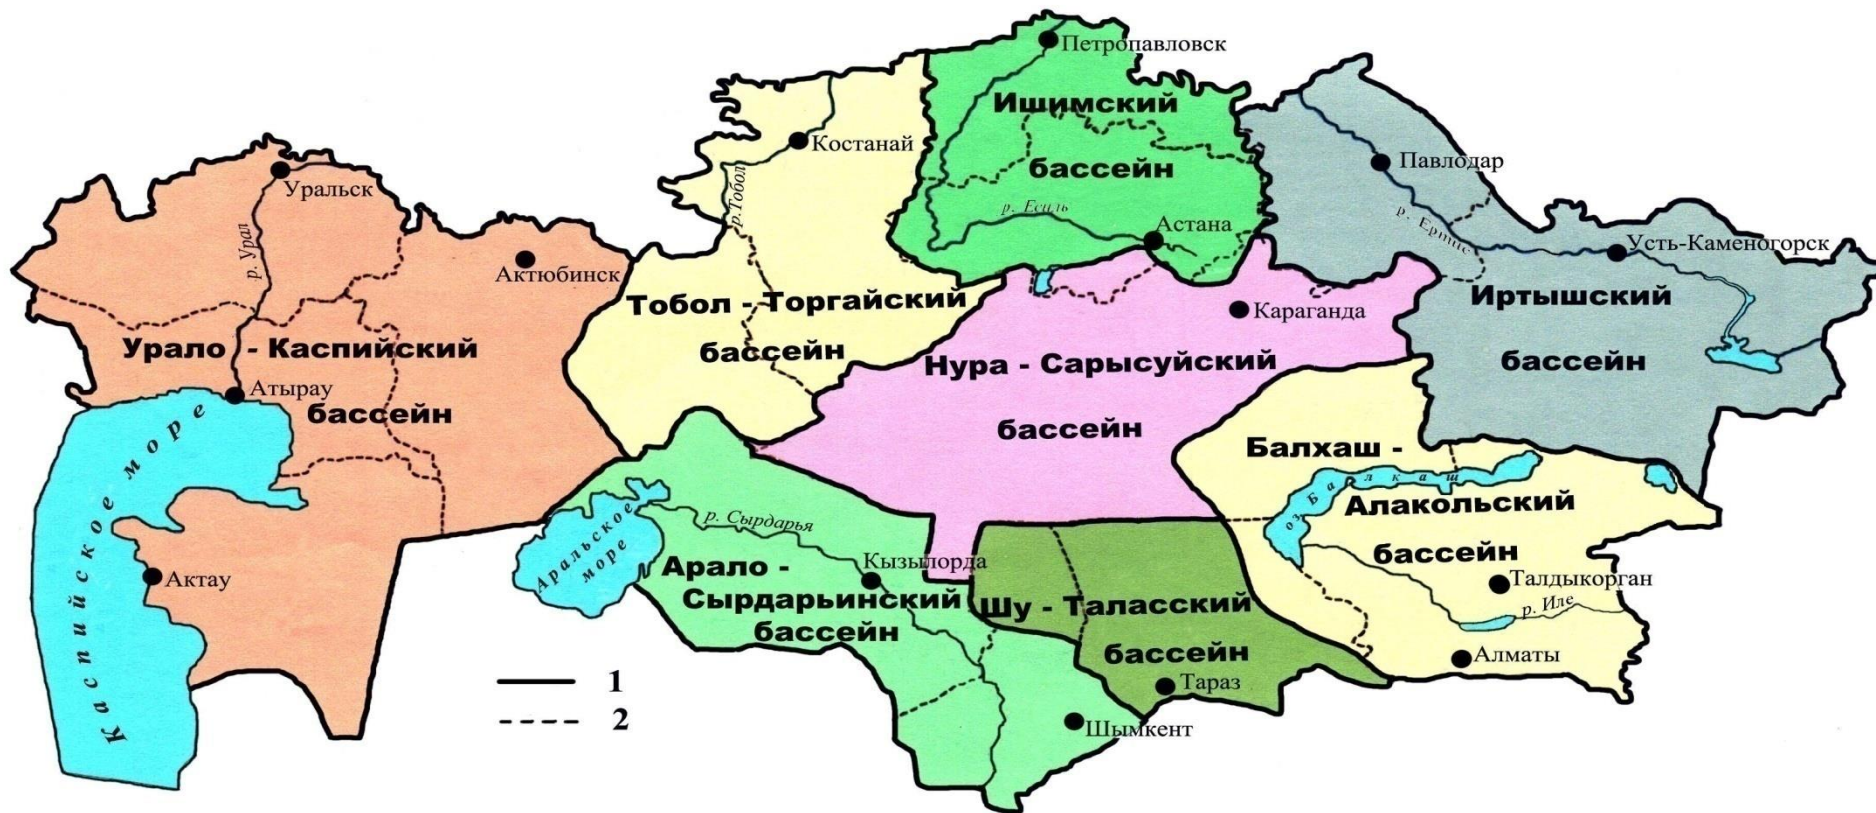 Петропавловск
Ишимский
бассейн
р. Есиль
Астана
Костанай
р.Тобол
Тобол - Торгайский
бассейн
Павлодар
р. Ертис
Усть-Каменогорск
Иртышский
бассейн
Уральск
р. Урал
Актюбинск
Урало - Каспийский
бассейн
Атырау
Каспийское море
Актау
Караганда
Нура - Сарысуйский
бассейн
Балхаш -
Алакольский
бассейн
оз. Балкаш
Талдыкорган
р. Иле
Алматы
Аральское
море
р. Сырдарья
Кызылорда
Арало -
Сырдарьинский
бассейн
Шу - Таласский
бассейн
Тараз
Шымкент
1
2